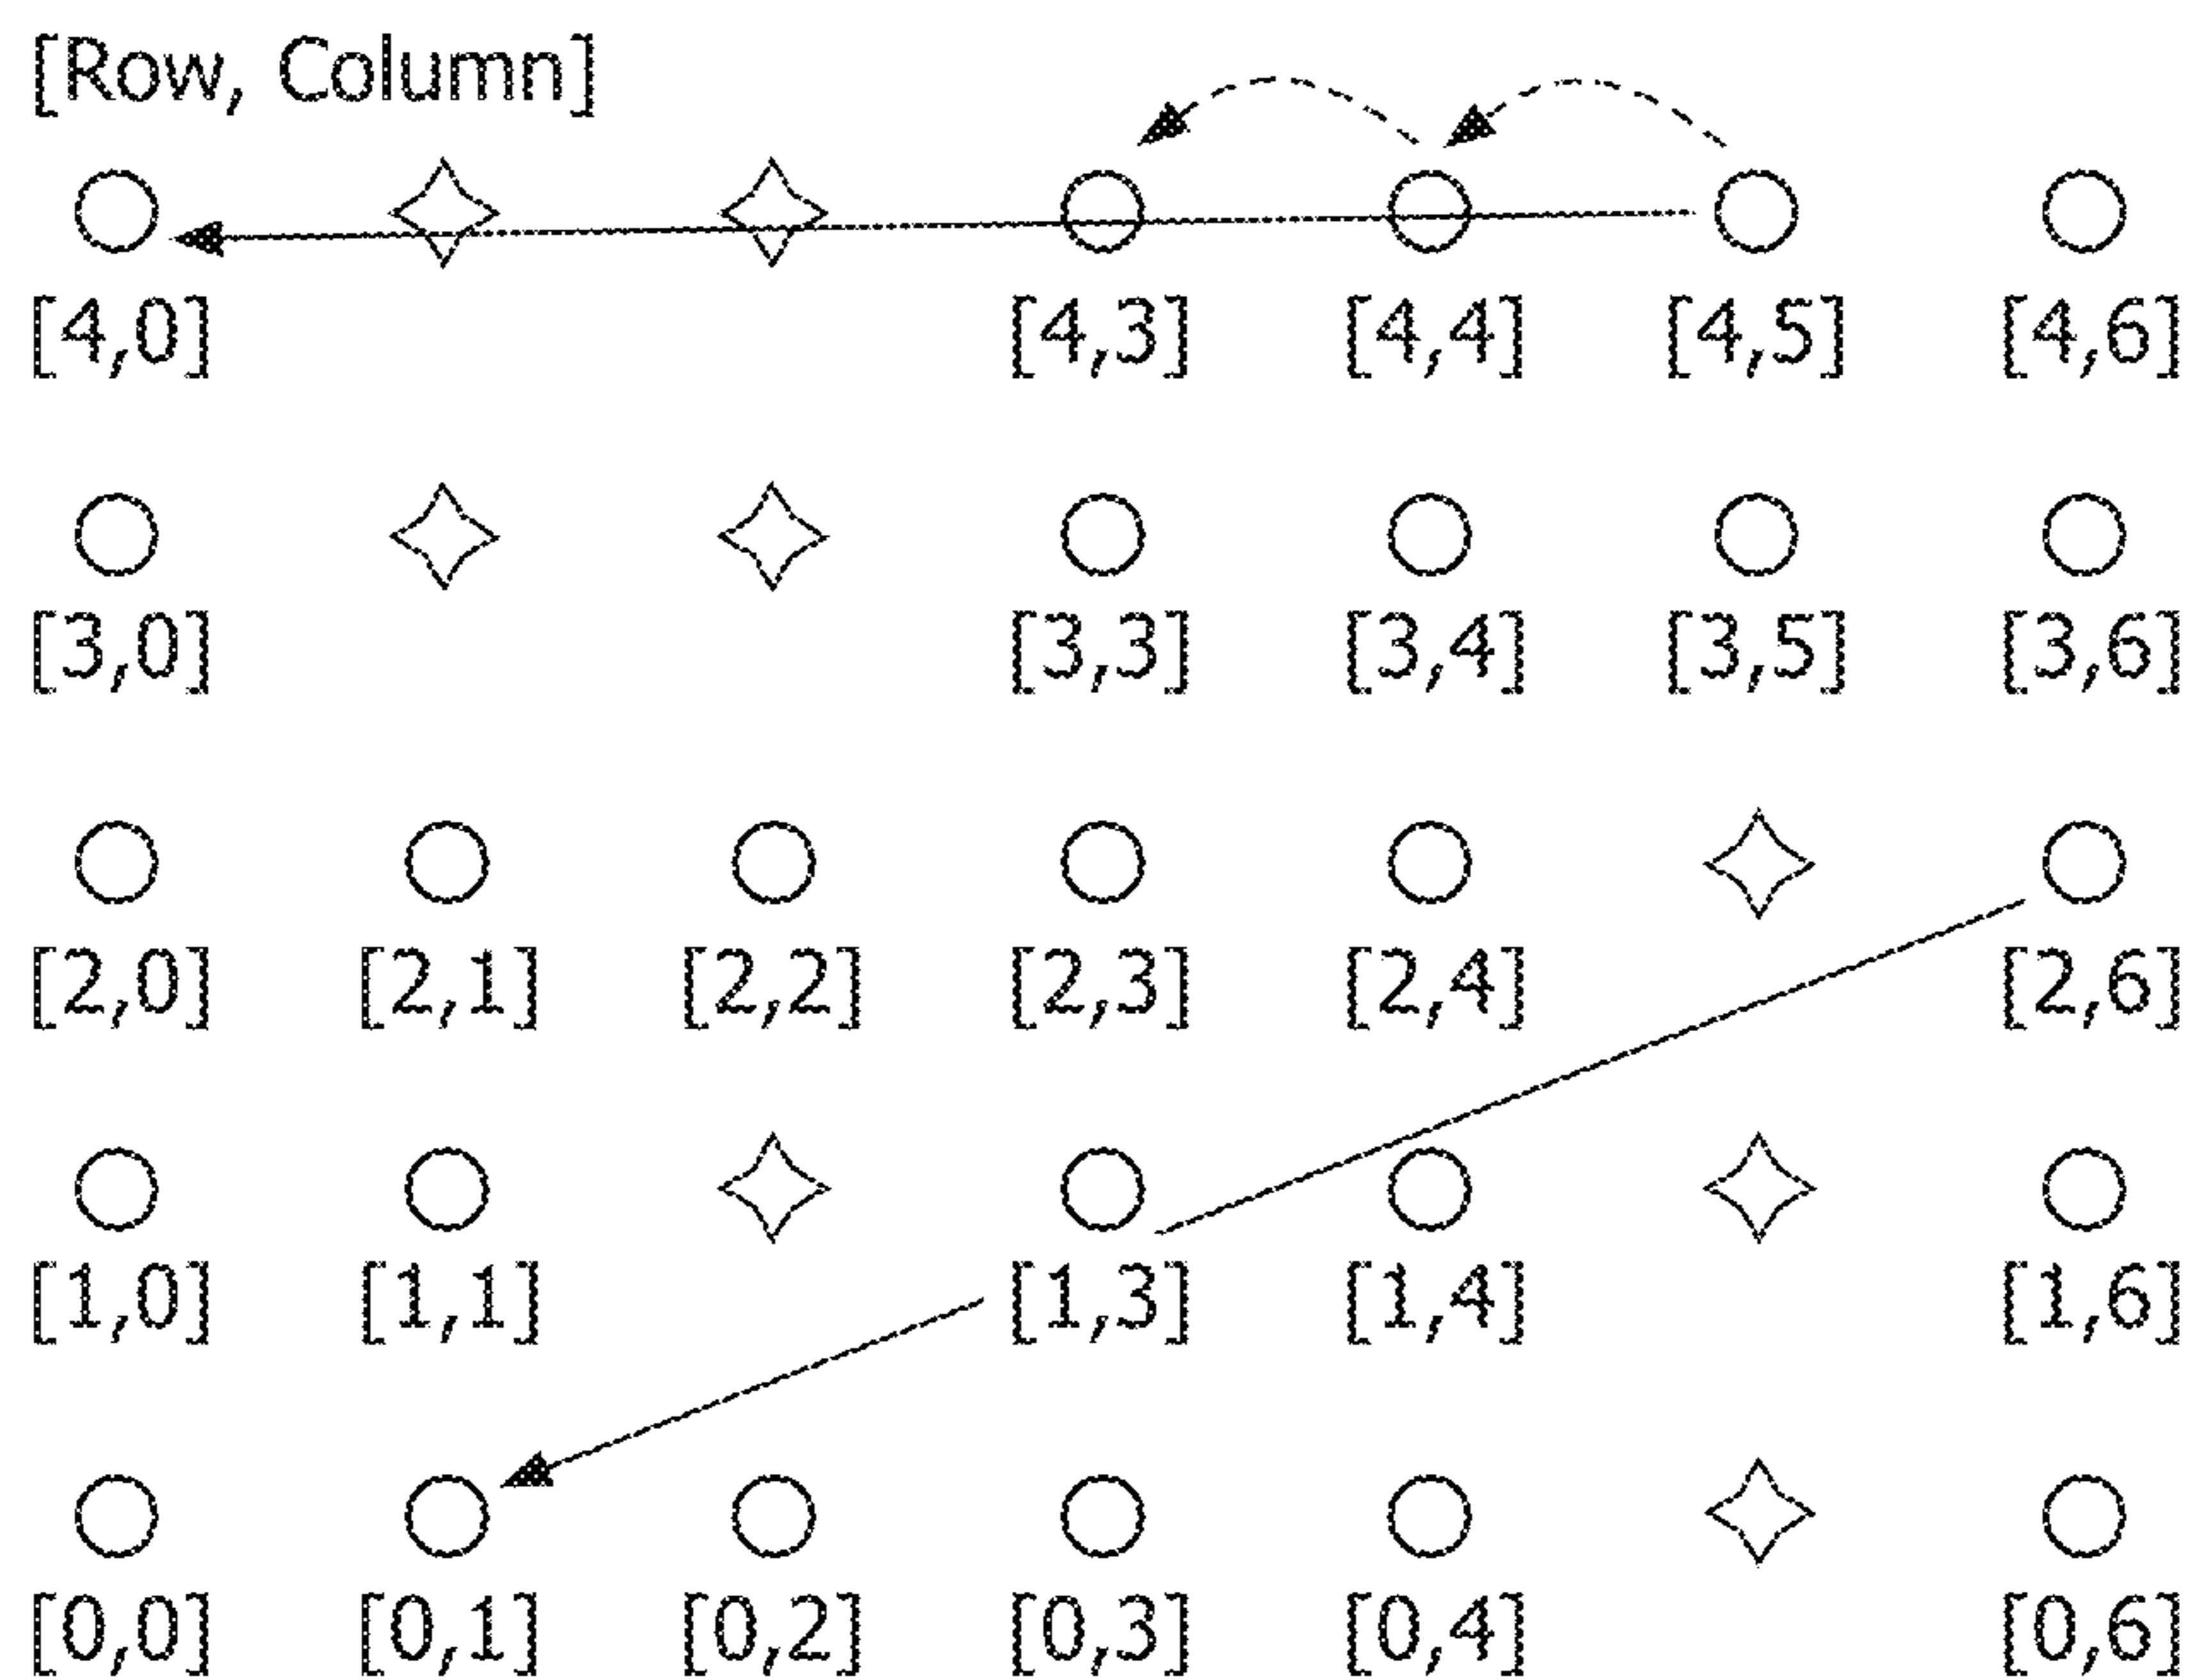 [Row, Column]
[4,0] [4,3] [4,4] [4,5] [4,6]
[3,0] [3,3] [3,4] [3,5] [3,6]
[2,0] [2,1] [2,2] [2,3] [2,4] [2,6]
[1,0] [1,1] [1,3] [1,4] [1,6]
[0,0] [0,1] [0,2] [0,3] [0,4] [0,6]